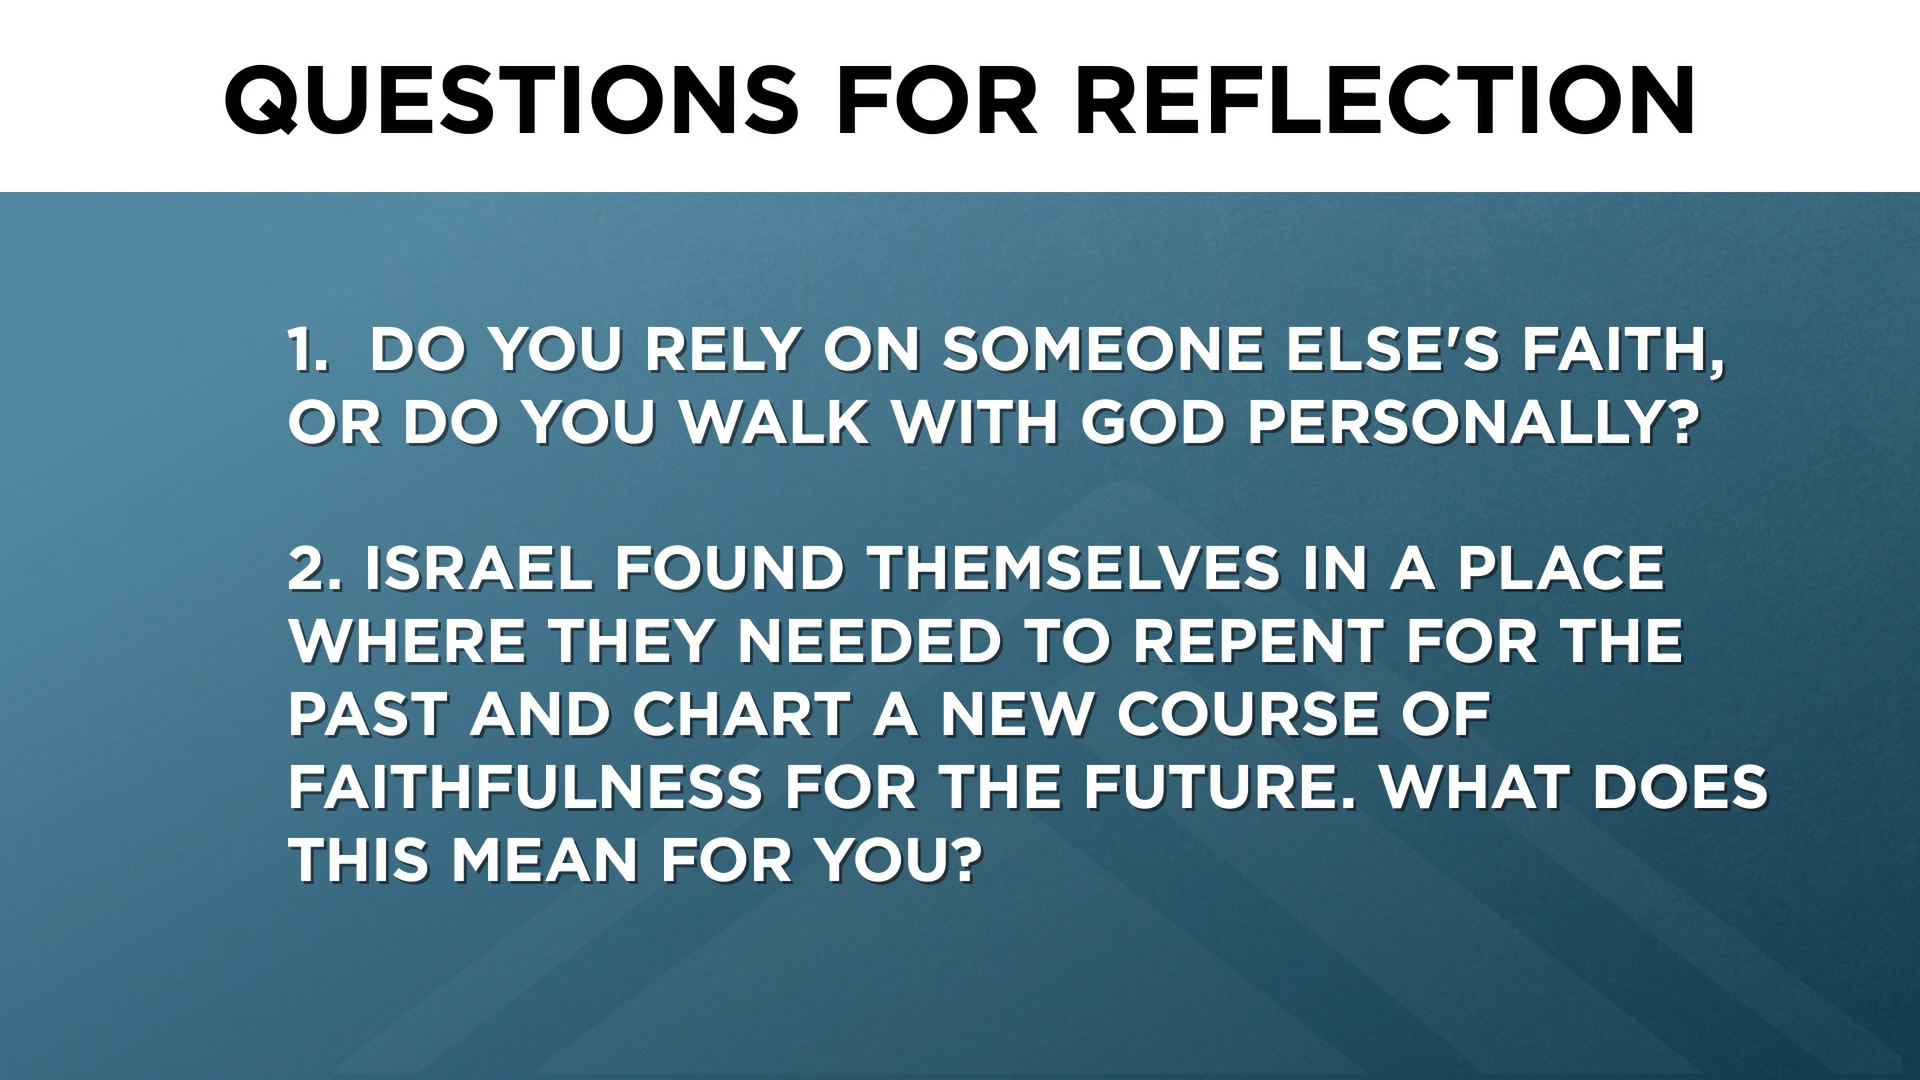 QUESTIONS FOR REFLECTION
1.  DO YOU RELY ON SOMEONE ELSE'S FAITH,
OR DO YOU WALK WITH GOD PERSONALLY?
2. ISRAEL FOUND THEMSELVES IN A PLACE
WHERE THEY NEEDED TO REPENT FOR THE
PAST AND CHART A NEW COURSE OF
FAITHFULNESS FOR THE FUTURE. WHAT DOES
THIS MEAN FOR YOU?